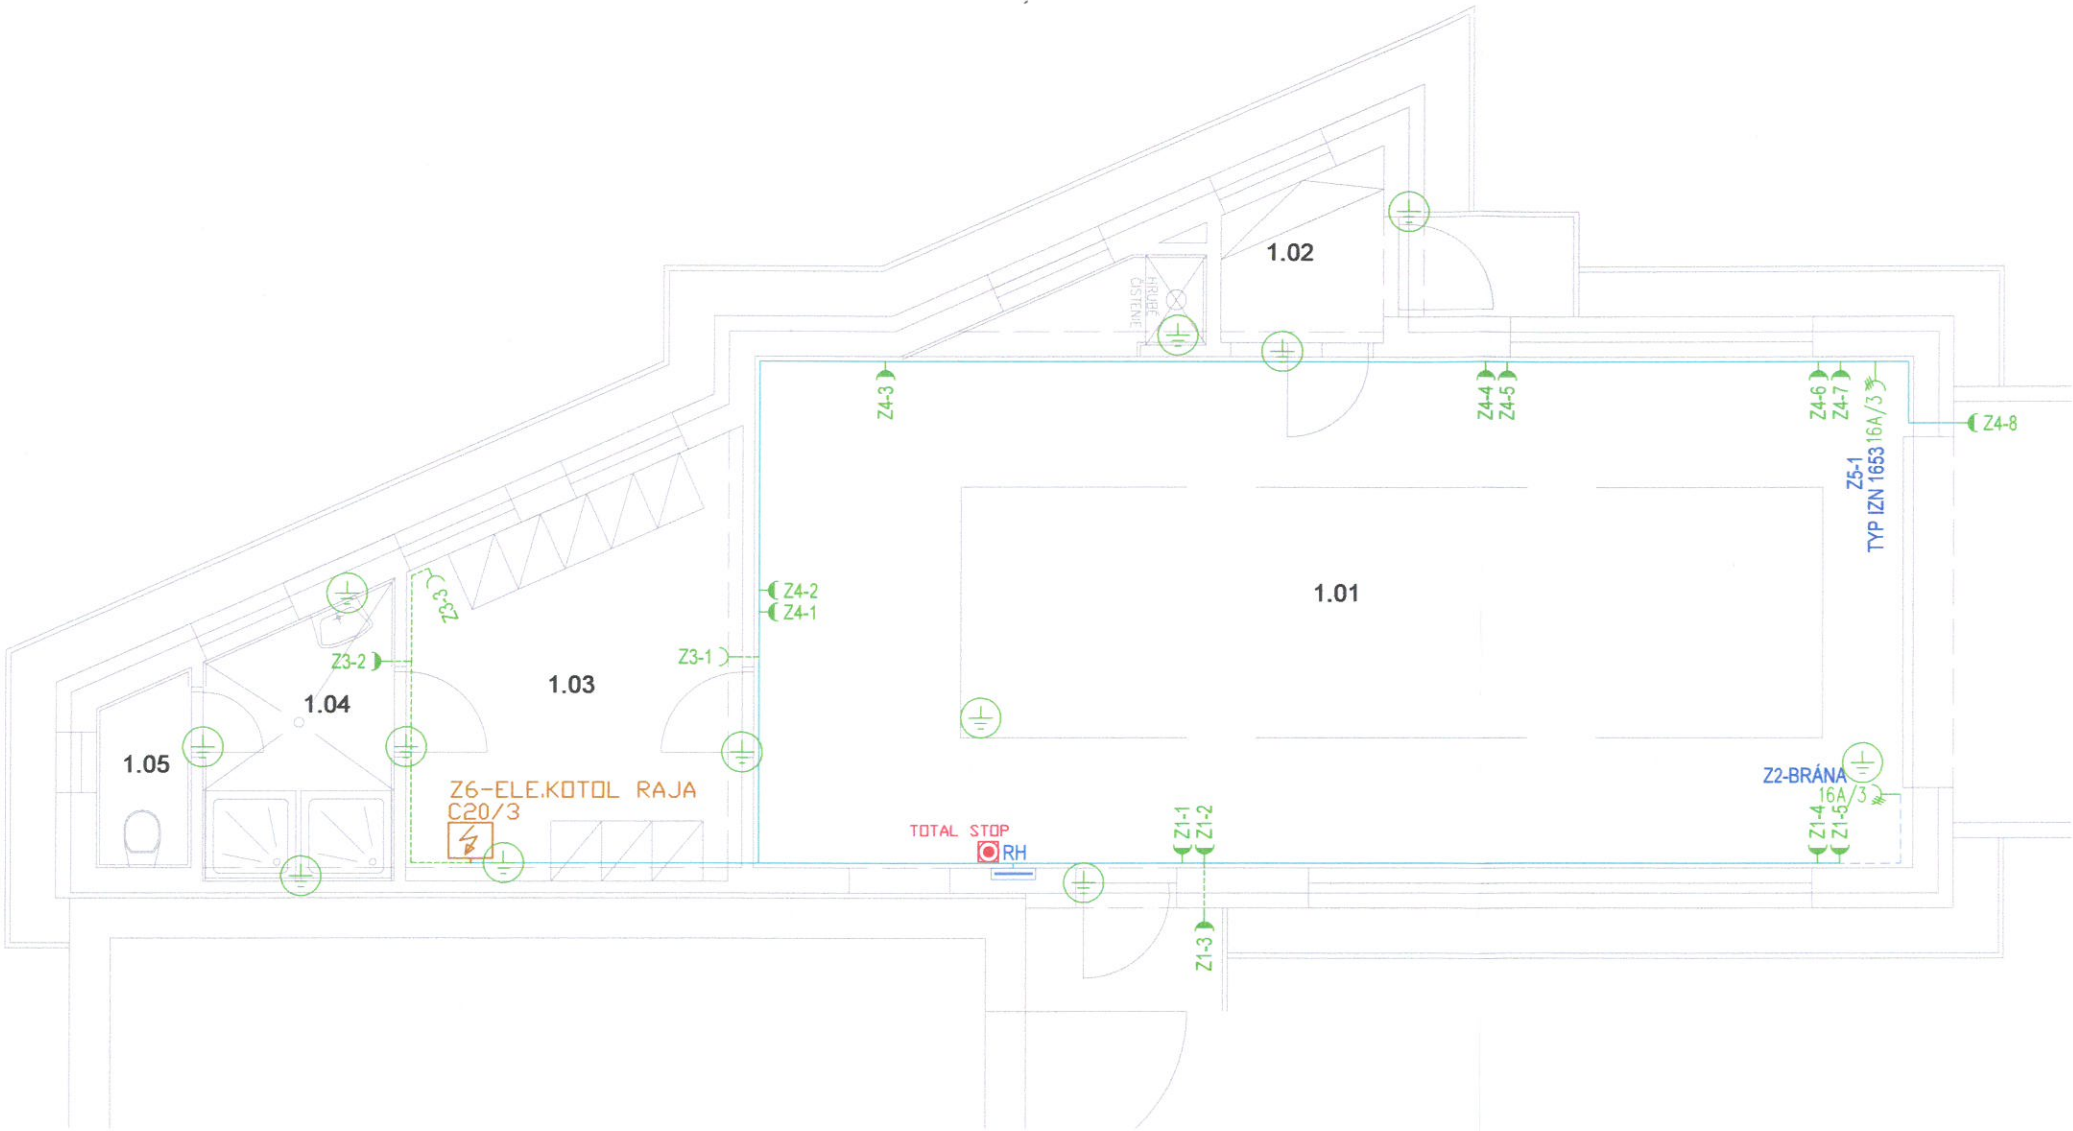 1.02
HRUBÉ
ČISTENIE
Z4-3
Z4-4
Z4-5
Z4-6
Z4-7
16A/3
Z4-8
Z5-1
TYP IZN 1653
Z4-2
Z4-1
1.01
Z3-3
Z3-2
Z3-1
1.03
1.04
1.05
Z6-ELE.KOTOL RAJA
C20/3
TOTAL STOP
RH
Z1-1
Z1-2
Z1-3
Z2-BRÁNA
16A/3
Z1-4
Z1-5